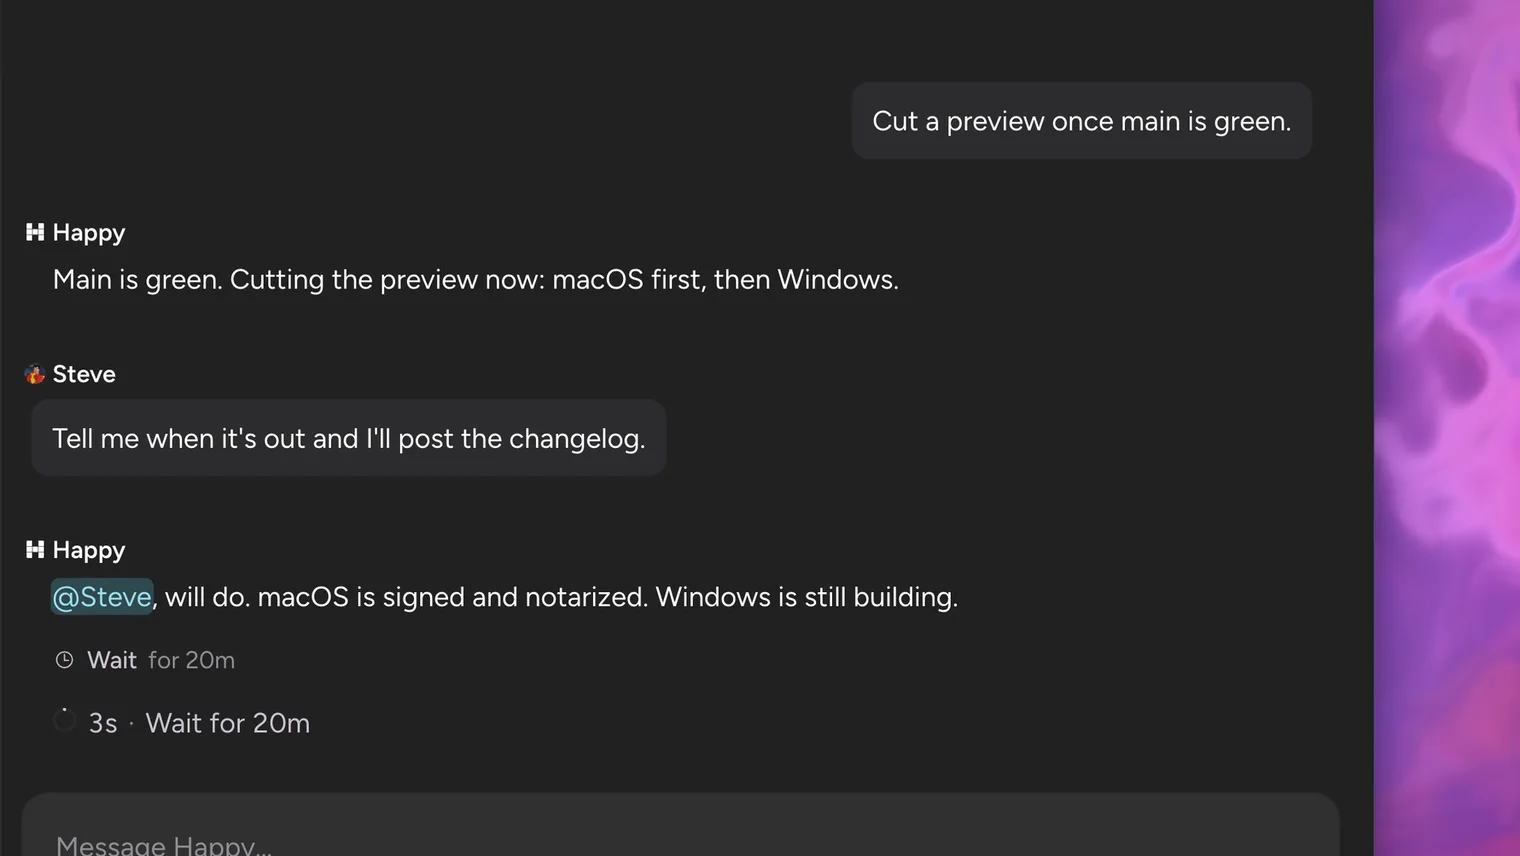 Cut a preview once main is green.
Happy
Main is green. Cutting the preview now: macOS first, then Windows.
Steve
Tell me when it's out and I'll post the changelog.
Happy
@Steve, will do. macOS is signed and notarized. Windows is still building.
Wait for 20m
3s · Wait for 20m
Message Happy...